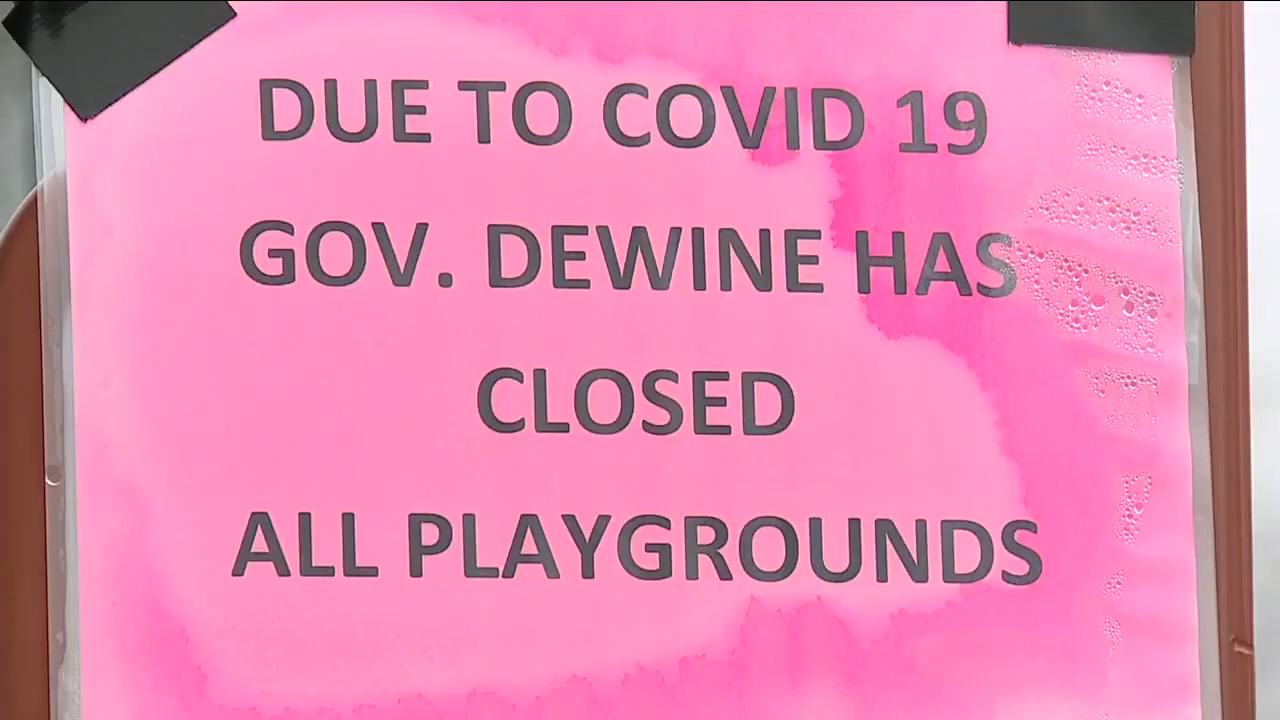 DUE TO COVID 19
GOV. DEWINE HAS
CLOSED
ALL PLAYGROUNDS